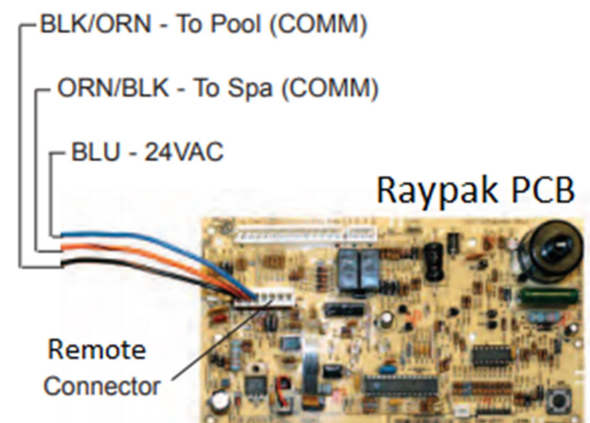 BLK/ORN - To Pool (COMM)
ORN/BLK - To Spa (COMM)
BLU - 24VAC
Raypak PCB
Remote
Connector